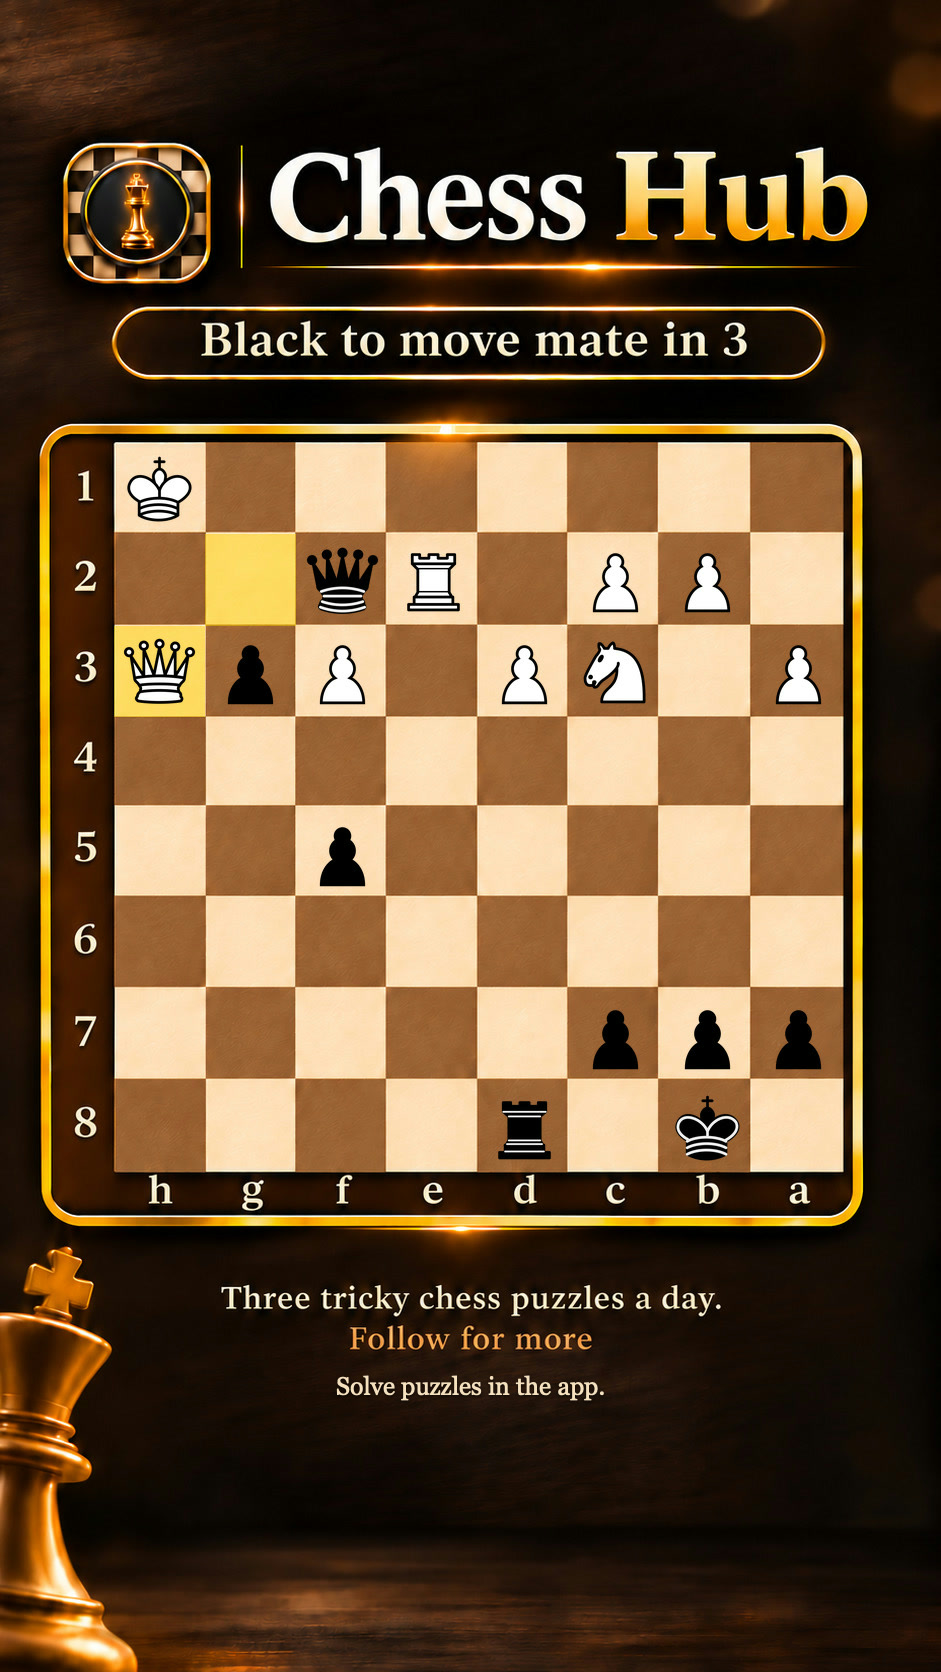 Chess Hub
Black to move mate in 3
1
2
3
4
5
6
7
8
h g f e d c b a
Three tricky chess puzzles a day.
Follow for more
Solve puzzles in the app.